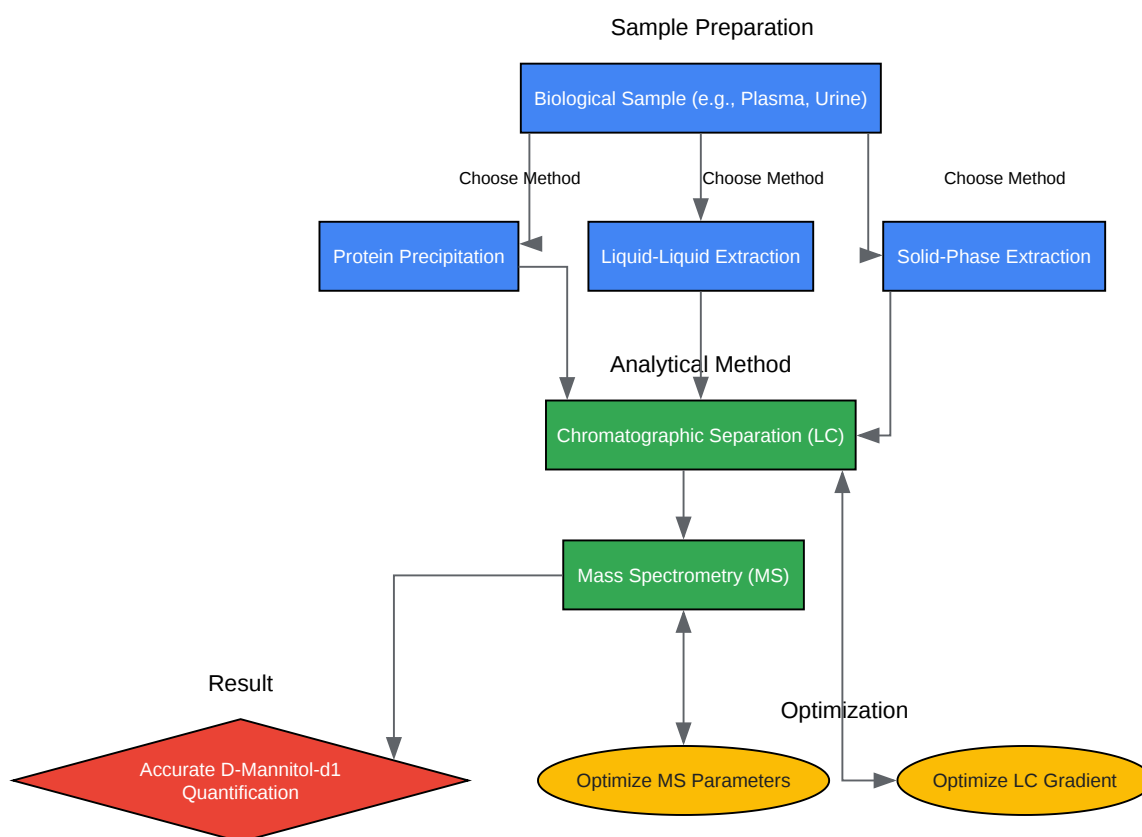 Sample Preparation
Biological Sample (e.g., Plasma, Urine)
Choose Method
Choose Method
Choose Method
Protein Precipitation
Liquid-Liquid Extraction
Solid-Phase Extraction
Analytical Method
Chromatographic Separation (LC)
Mass Spectrometry (MS)
Result
Optimization
Accurate D-Mannitol-d1
Quantification
Optimize MS Parameters
Optimize LC Gradient